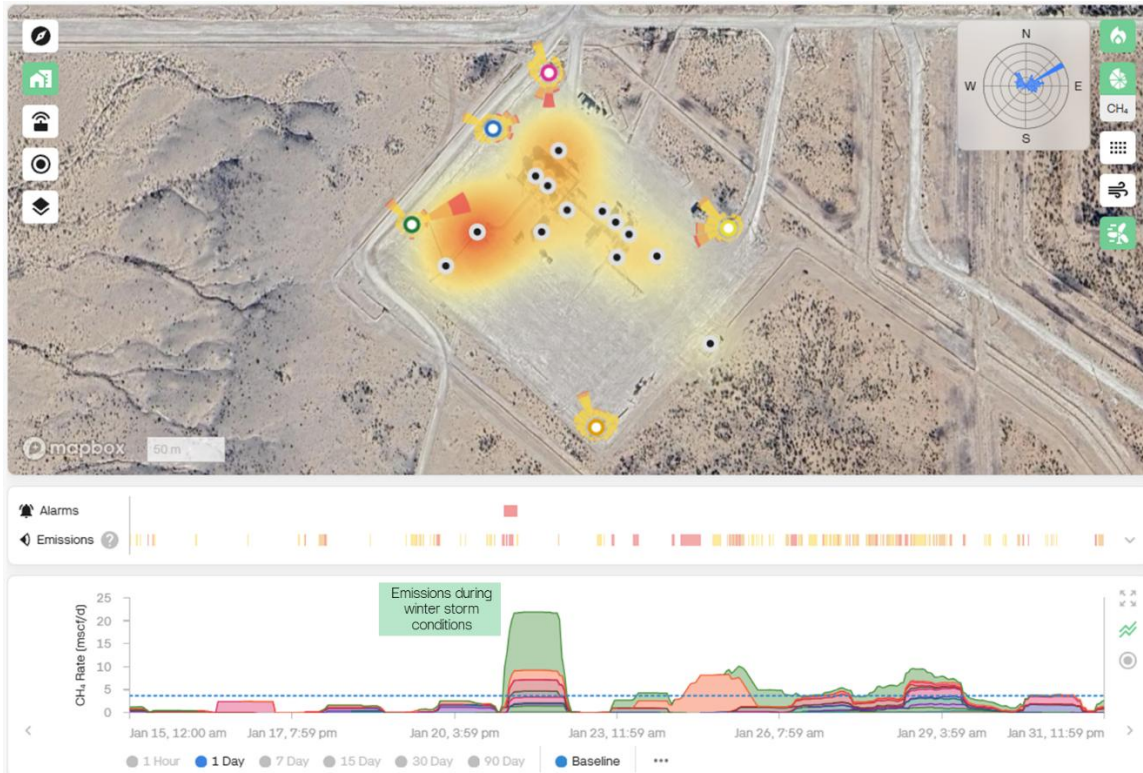 N
W E
CH₄
S
mapbox
50 m
Alarms
Emissions ?
Emissions during
winter storm
conditions
CH₄ Rate (mscf/d)
25
20
15
10
5
0
Jan 15, 12:00 am Jan 17, 7:59 pm Jan 20, 3:59 pm Jan 23, 11:59 am Jan 26, 7:59 am Jan 29, 3:59 am Jan 31, 11:59 pm
1 Hour 1 Day 7 Day 15 Day 30 Day 90 Day Baseline